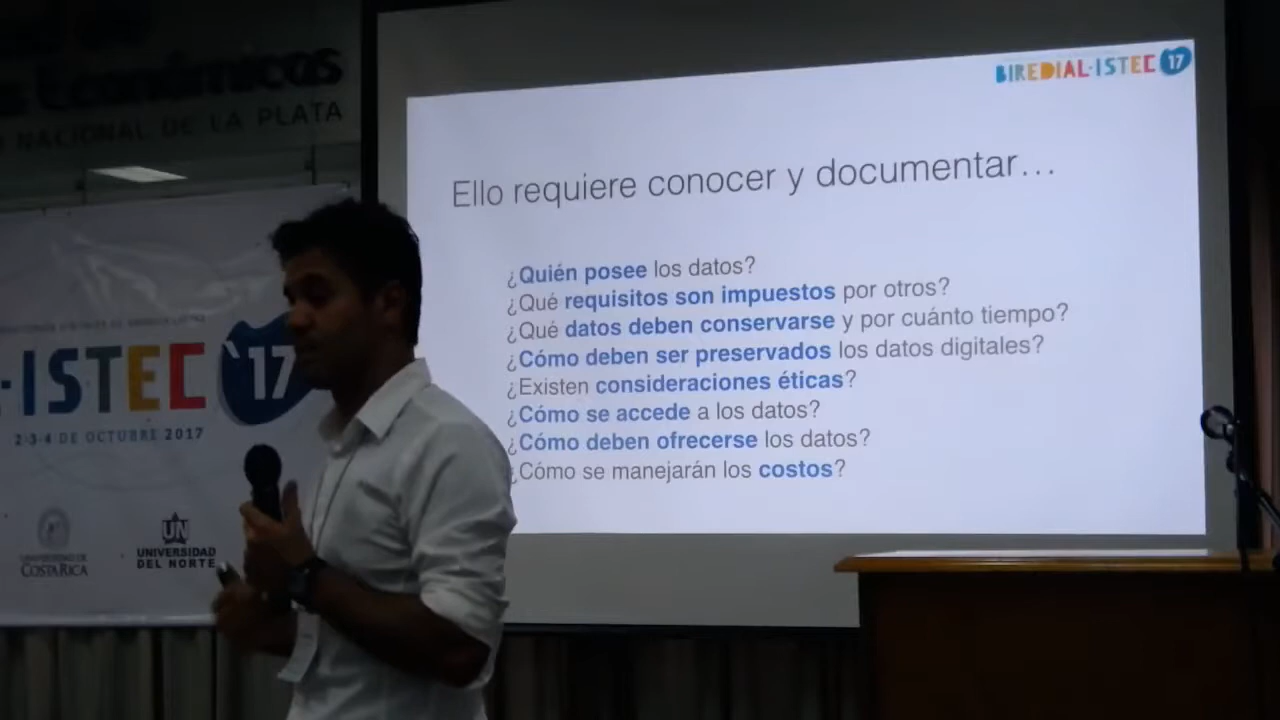 Económicas
NACIONAL DE LA PLATA
BIREDIAL-ISTEC 17
Ello requiere conocer y documentar…
¿Quién posee los datos?
¿Qué requisitos son impuestos por otros?
¿Qué datos deben conservarse y por cuánto tiempo?
¿Cómo deben ser preservados los datos digitales?
¿Existen consideraciones éticas?
¿Cómo se accede a los datos?
¿Cómo deben ofrecerse los datos?
¿Cómo se manejarán los costos?
-ISTEC '17
2·3·4 DE OCTUBRE 2017
UNIVERSIDAD DE
COSTA RICA
UN
UNIVERSIDAD
DEL NORTE